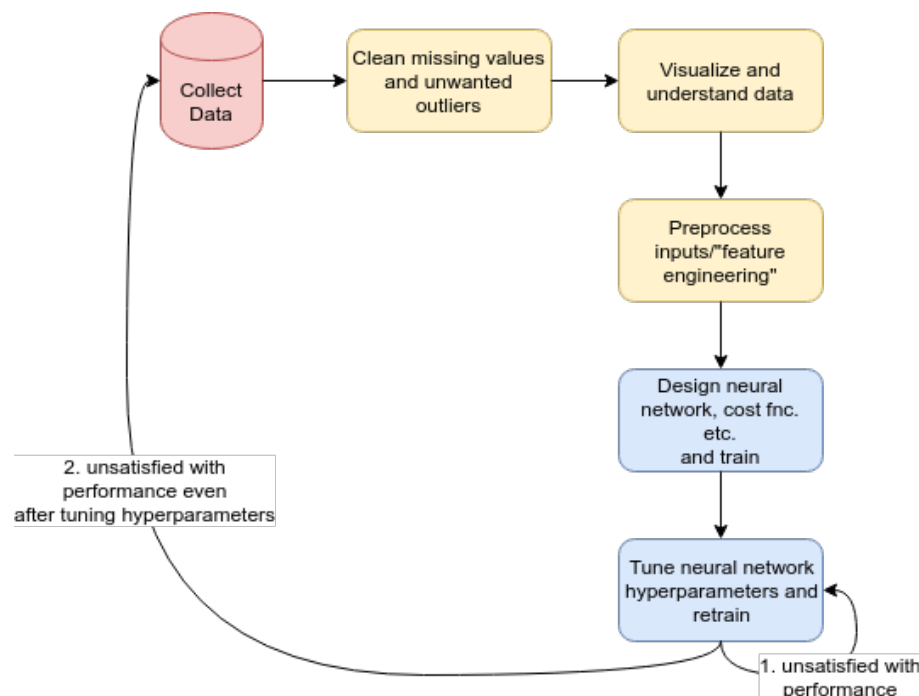 Collect
Data
Clean missing values
and unwanted
outliers
Visualize and
understand data
Preprocess
inputs/"feature
engineering"
Design neural
network, cost fnc.
etc.
and train
2. unsatisfied with
performance even
after tuning hyperparameters
Tune neural network
hyperparameters and
retrain
1. unsatisfied with
performance